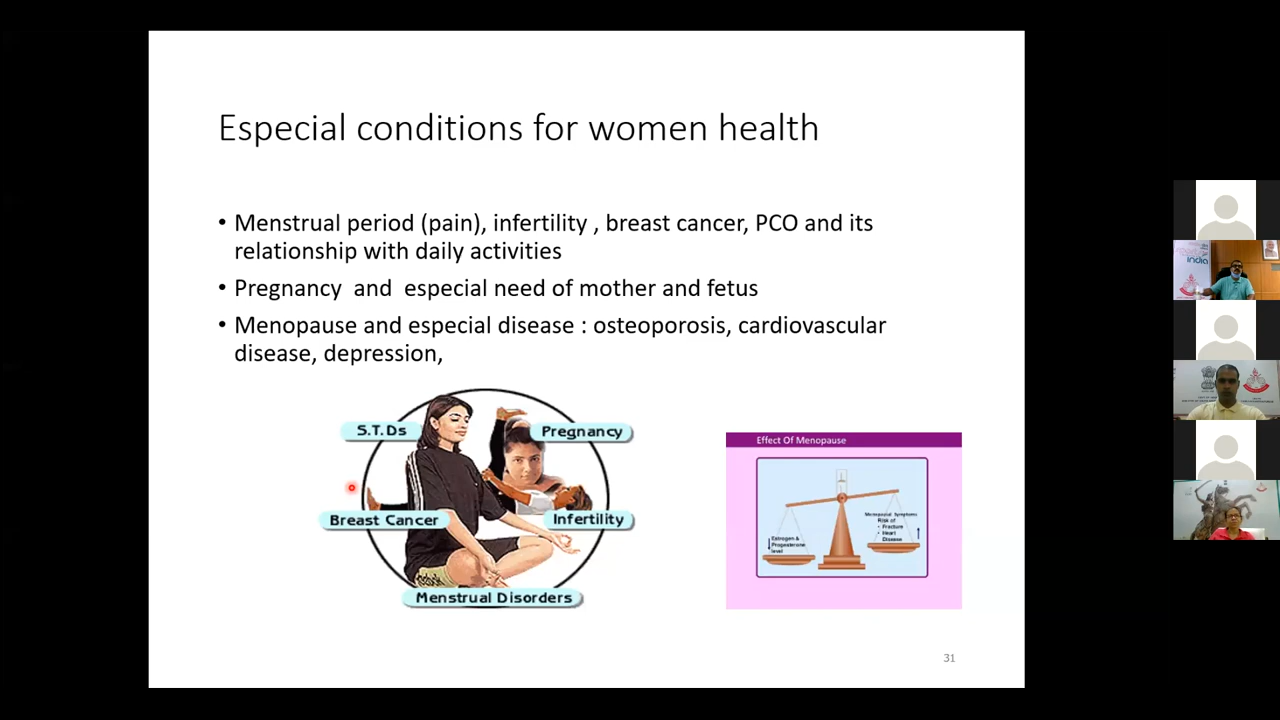 Especial conditions for women health
• Menstrual period (pain), infertility , breast cancer, PCO and its
relationship with daily activities
• Pregnancy and especial need of mother and fetus
• Menopause and especial disease : osteoporosis, cardiovascular
disease, depression,
S.T.Ds
Pregnancy
Breast Cancer
Infertility
Menstrual Disorders
Effect Of Menopause
Estrogen &
Progesterone
level
Menopausal Symptoms
Risk of
• Fracture
• Heart
Disease
31
india